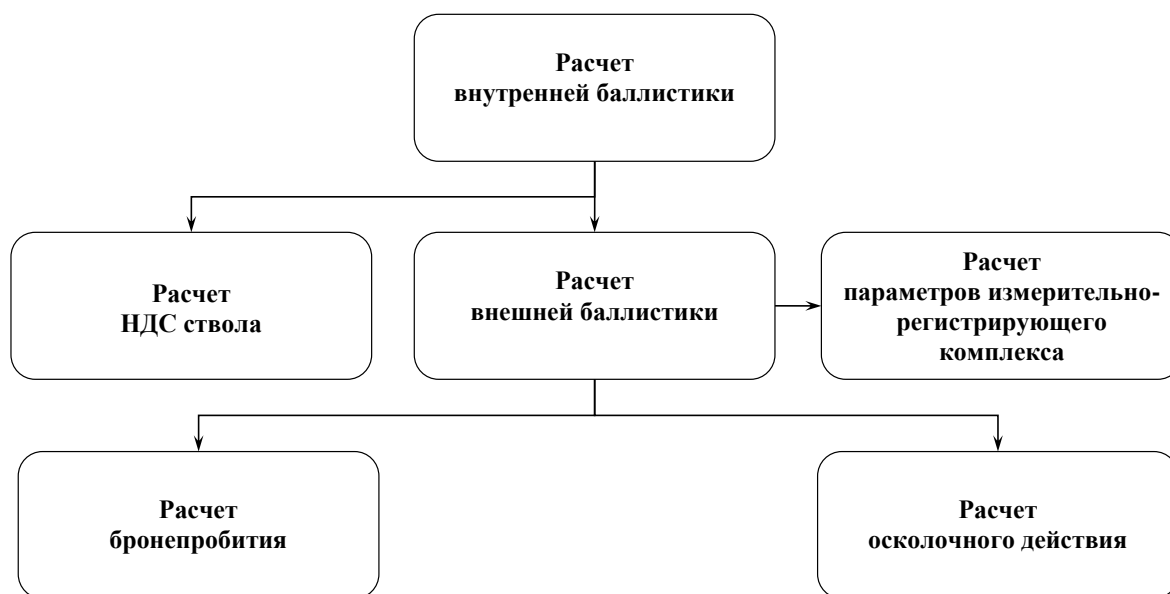 Расчет
внутренней баллистики
Расчет
НДС ствола
Расчет
внешней баллистики
Расчет
параметров измерительно-
регистрирующего
комплекса
Расчет
бронепробития
Расчет
осколочного действия